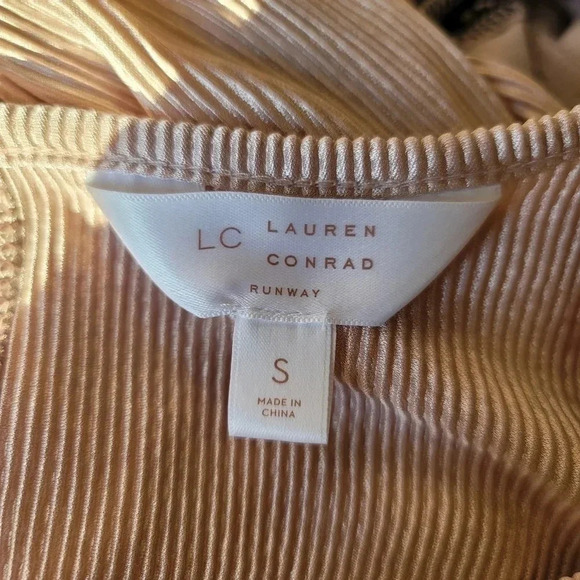 LC LAUREN
CONRAD
RUNWAY
S
MADE IN
CHINA